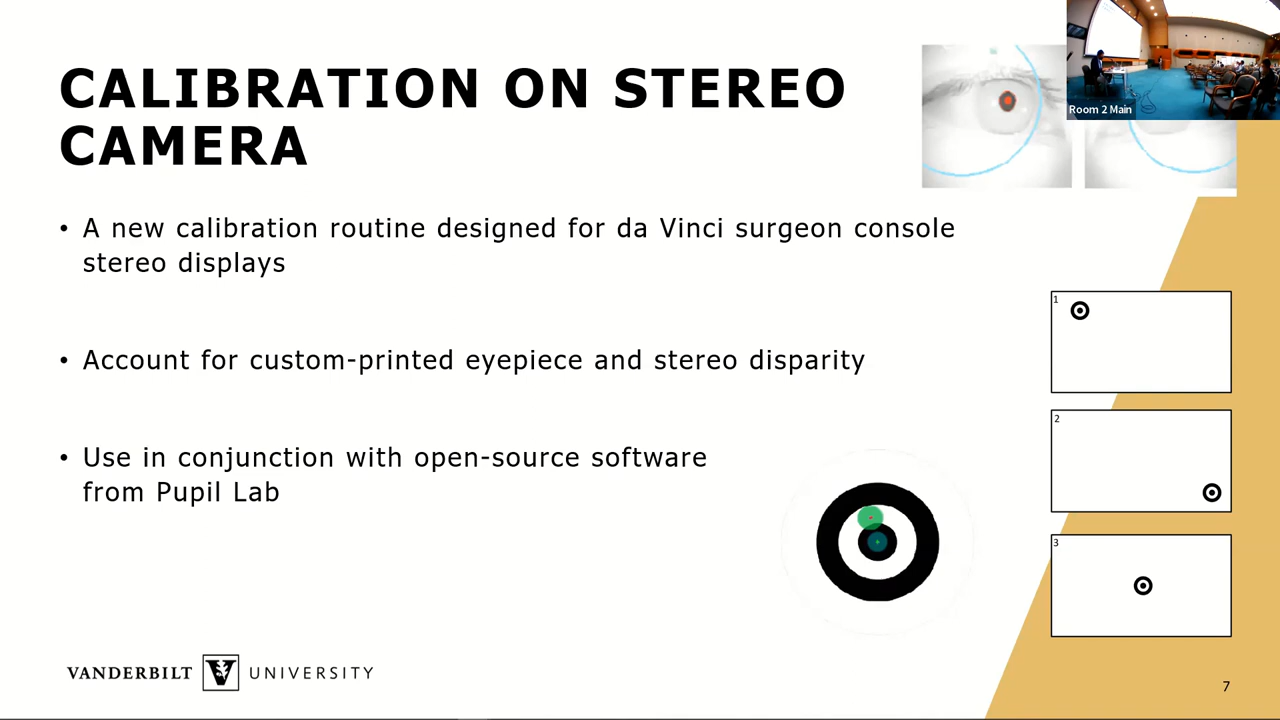 CALIBRATION ON STEREO
CAMERA
Room 2 Main
• A new calibration routine designed for da Vinci surgeon console
stereo displays
• Account for custom-printed eyepiece and stereo disparity
• Use in conjunction with open-source software
from Pupil Lab
1
2
3
VANDERBILT V UNIVERSITY
7